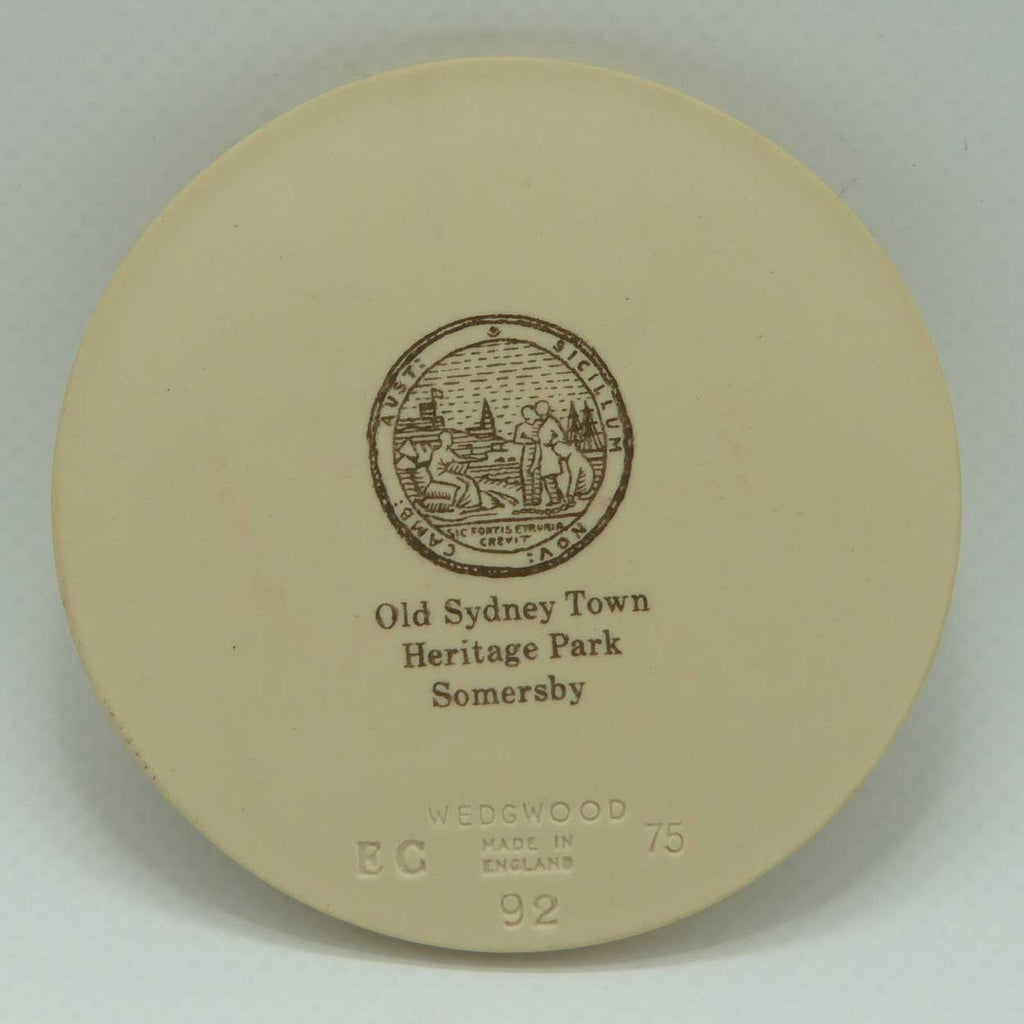 SIGILLUM NOV: CAMB: AUST:
SIC FORTIS ETRURIA
CREVIT
Old Sydney Town
Heritage Park
Somersby
WEDGWOOD
EC MADE IN 75
ENGLAND
92